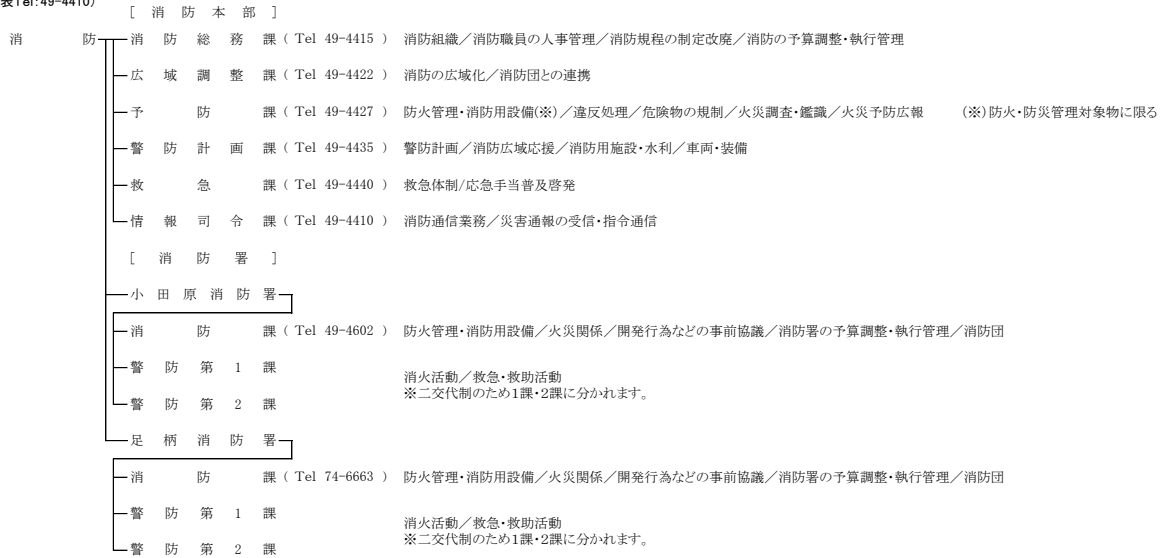 表Tel:49-4410)
[ 消防本部 ]
消防
消防総務課 ( Tel 49-4415 ) 消防組織／消防職員の人事管理／消防規程の制定改廃／消防の予算調整・執行管理
広域調整課 ( Tel 49-4422 ) 消防の広域化／消防団との連携
予防課 ( Tel 49-4427 ) 防火管理・消防用設備(※)／違反処理／危険物の規制／火災調査・鑑識／火災予防広報 (※)防火・防災管理対象物に限る
警防計画課 ( Tel 49-4435 ) 警防計画／消防広域応援／消防用施設・水利／車両・装備
救急課 ( Tel 49-4440 ) 救急体制/応急手当普及啓発
情報司令課 ( Tel 49-4410 ) 消防通信業務／災害通報の受信・指令通信
[ 消防署 ]
小田原消防署
消防課 ( Tel 49-4602 ) 防火管理・消防用設備／火災関係／開発行為などの事前協議／消防署の予算調整・執行管理／消防団
警防第1課
消火活動／救急・救助活動
※二交代制のため1課・2課に分かれます。
警防第2課
足柄消防署
消防課 ( Tel 74-6663 ) 防火管理・消防用設備／火災関係／開発行為などの事前協議／消防署の予算調整・執行管理／消防団
警防第1課
消火活動／救急・救助活動
※二交代制のため1課・2課に分かれます。
警防第2課